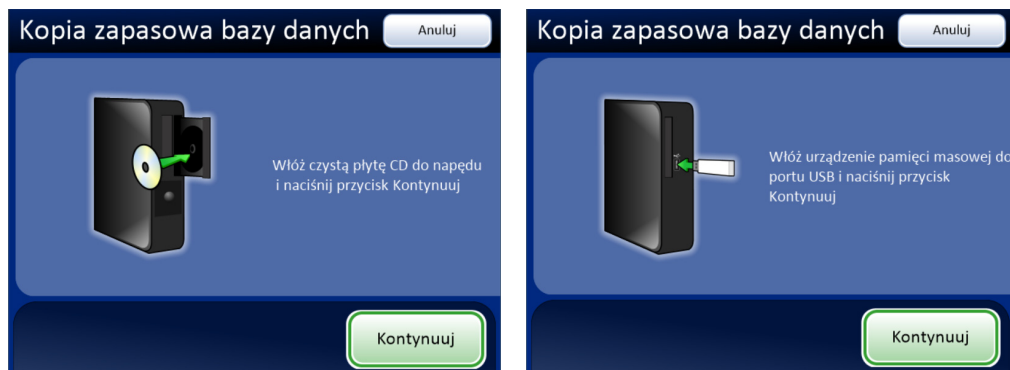 Kopia zapasowa bazy danych
Anuluj
Włóż czystą płytę CD do napędu
i naciśnij przycisk Kontynuuj
Kontynuuj
Kopia zapasowa bazy danych
Anuluj
Włóż urządzenie pamięci masowej do
portu USB i naciśnij przycisk
Kontynuuj
Kontynuuj